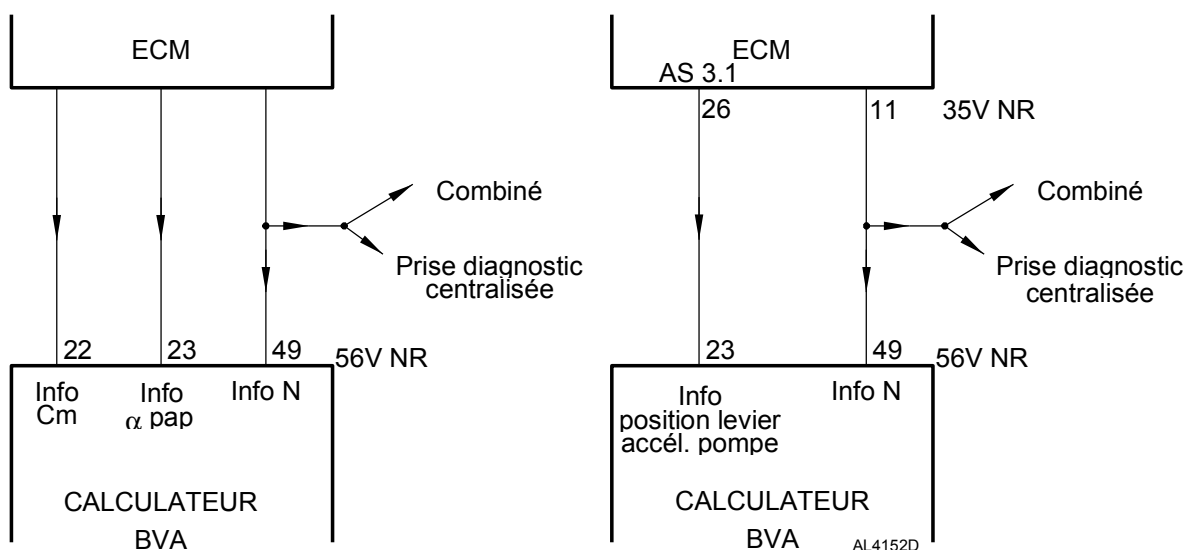 ECM
Combiné
Prise diagnostic
centralisée
22 23 49 56V NR
Info
Cm
Info
α pap
Info N
CALCULATEUR
BVA
ECM
AS 3.1
26 11 35V NR
Combiné
Prise diagnostic
centralisée
23 49 56V NR
Info
position levier
accél. pompe
Info N
CALCULATEUR
BVA
AL4152D